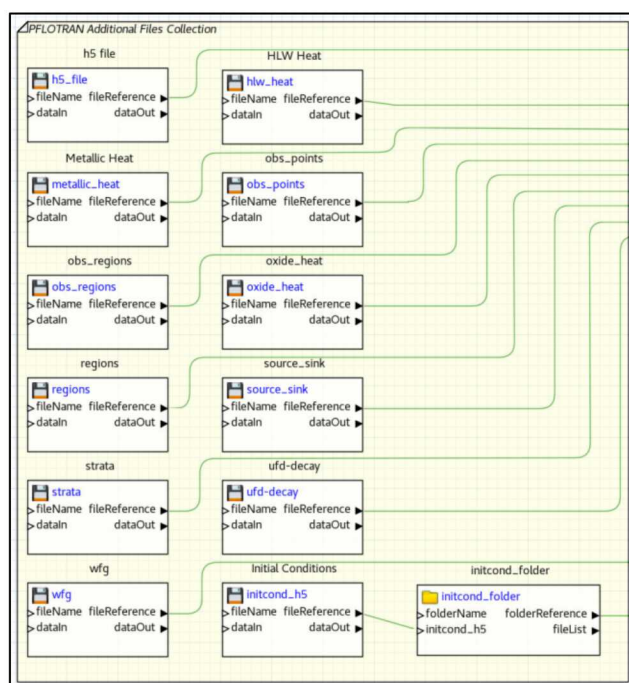 PFLOTRAN Additional Files Collection
h5 file
HLW Heat
h5_file
fileName fileReference
dataIn dataOut
hlw_heat
fileName fileReference
dataIn dataOut
Metallic Heat
obs_points
metallic_heat
fileName fileReference
dataIn dataOut
obs_points
fileName fileReference
dataIn dataOut
obs_regions
oxide_heat
obs_regions
fileName fileReference
dataIn dataOut
oxide_heat
fileName fileReference
dataIn dataOut
regions
source_sink
regions
fileName fileReference
dataIn dataOut
source_sink
fileName fileReference
dataIn dataOut
strata
ufd-decay
strata
fileName fileReference
dataIn dataOut
ufd-decay
fileName fileReference
dataIn dataOut
wfg
Initial Conditions
initcond_folder
wfg
fileName fileReference
dataIn dataOut
initcond_h5
fileName fileReference
dataIn dataOut
initcond_folder
folderName folderReference
initcond_h5 fileList